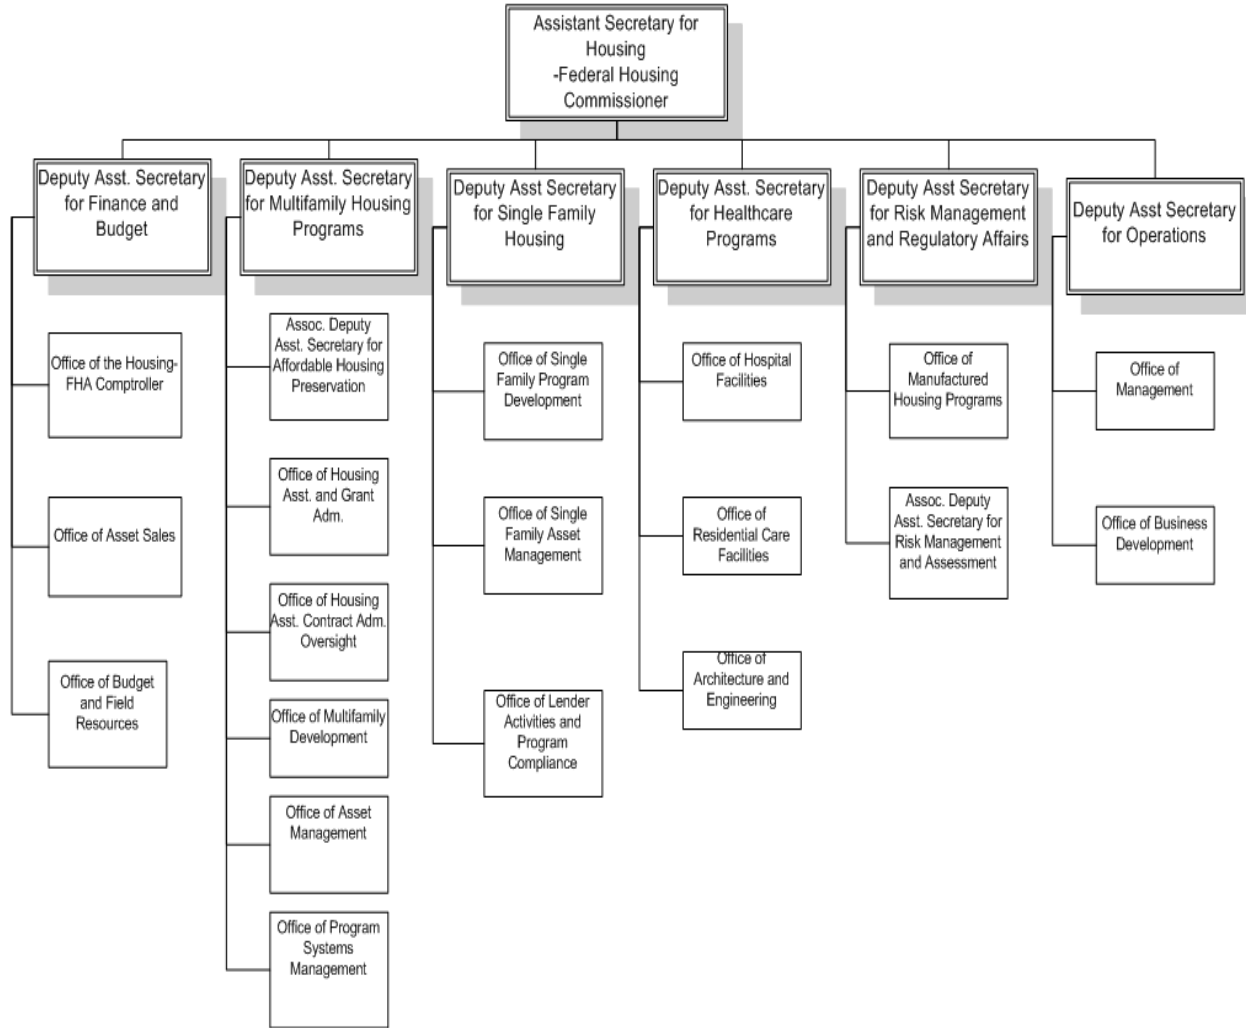 Assistant Secretary for
Housing
-Federal Housing
Commissioner
Deputy Asst. Secretary
for Finance and
Budget
Deputy Asst. Secretary
for Multifamily Housing
Programs
Deputy Asst Secretary
for Single Family
Housing
Deputy Asst. Secretary
for Healthcare
Programs
Deputy Asst Secretary
for Risk Management
and Regulatory Affairs
Deputy Asst Secretary
for Operations
Office of the Housing-
FHA Comptroller
Office of Asset Sales
Office of Budget
and Field
Resources
Assoc. Deputy
Asst. Secretary for
Affordable Housing
Preservation
Office of Housing
Asst. and Grant
Adm.
Office of Housing
Asst. Contract Adm.
Oversight
Office of Multifamily
Development
Office of Asset
Management
Office of Program
Systems
Management
Office of Single
Family Program
Development
Office of Single
Family Asset
Management
Office of Lender
Activities and
Program
Compliance
Office of Hospital
Facilities
Office of
Residential Care
Facilities
Office of
Architecture and
Engineering
Office of
Manufactured
Housing Programs
Assoc. Deputy
Asst. Secretary for
Risk Management
and Assessment
Office of
Management
Office of Business
Development